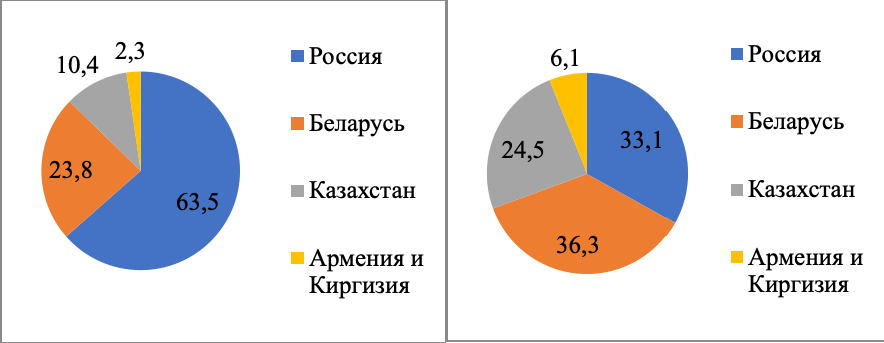 2,3
10,4
23,8
63,5
Россия
Беларусь
Казахстан
Армения и
Киргизия
6,1
24,5
33,1
36,3
Россия
Беларусь
Казахстан
Армения и
Киргизия